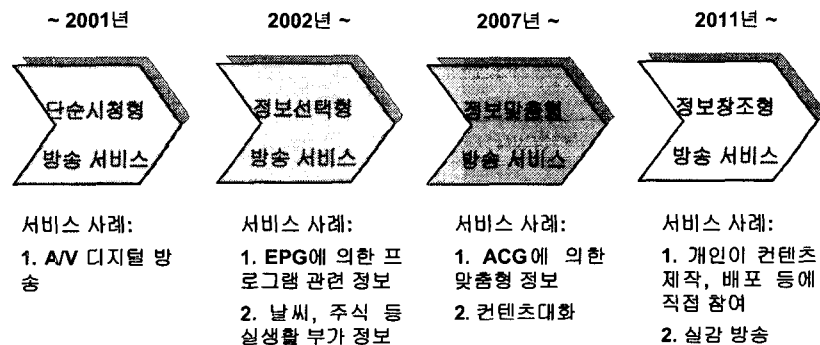 ~ 2001년
2002년 ~
2007년 ~
2011년 ~
단순시청형
방송 서비스
정보선택형
방송 서비스
정보맞춤형
방송 서비스
정보창조형
방송 서비스
서비스 사례:
1. A/V 디지털 방
송
서비스 사례:
1. EPG에 의한 프
로그램 관련 정보
2. 날씨, 주식 등
실생활 부가 정보
서비스 사례:
1. ACG에 의한
맞춤형 정보
2. 컨텐츠대화
서비스 사례:
1. 개인이 컨텐츠
제작, 배포 등에
직접 참여
2. 실감 방송